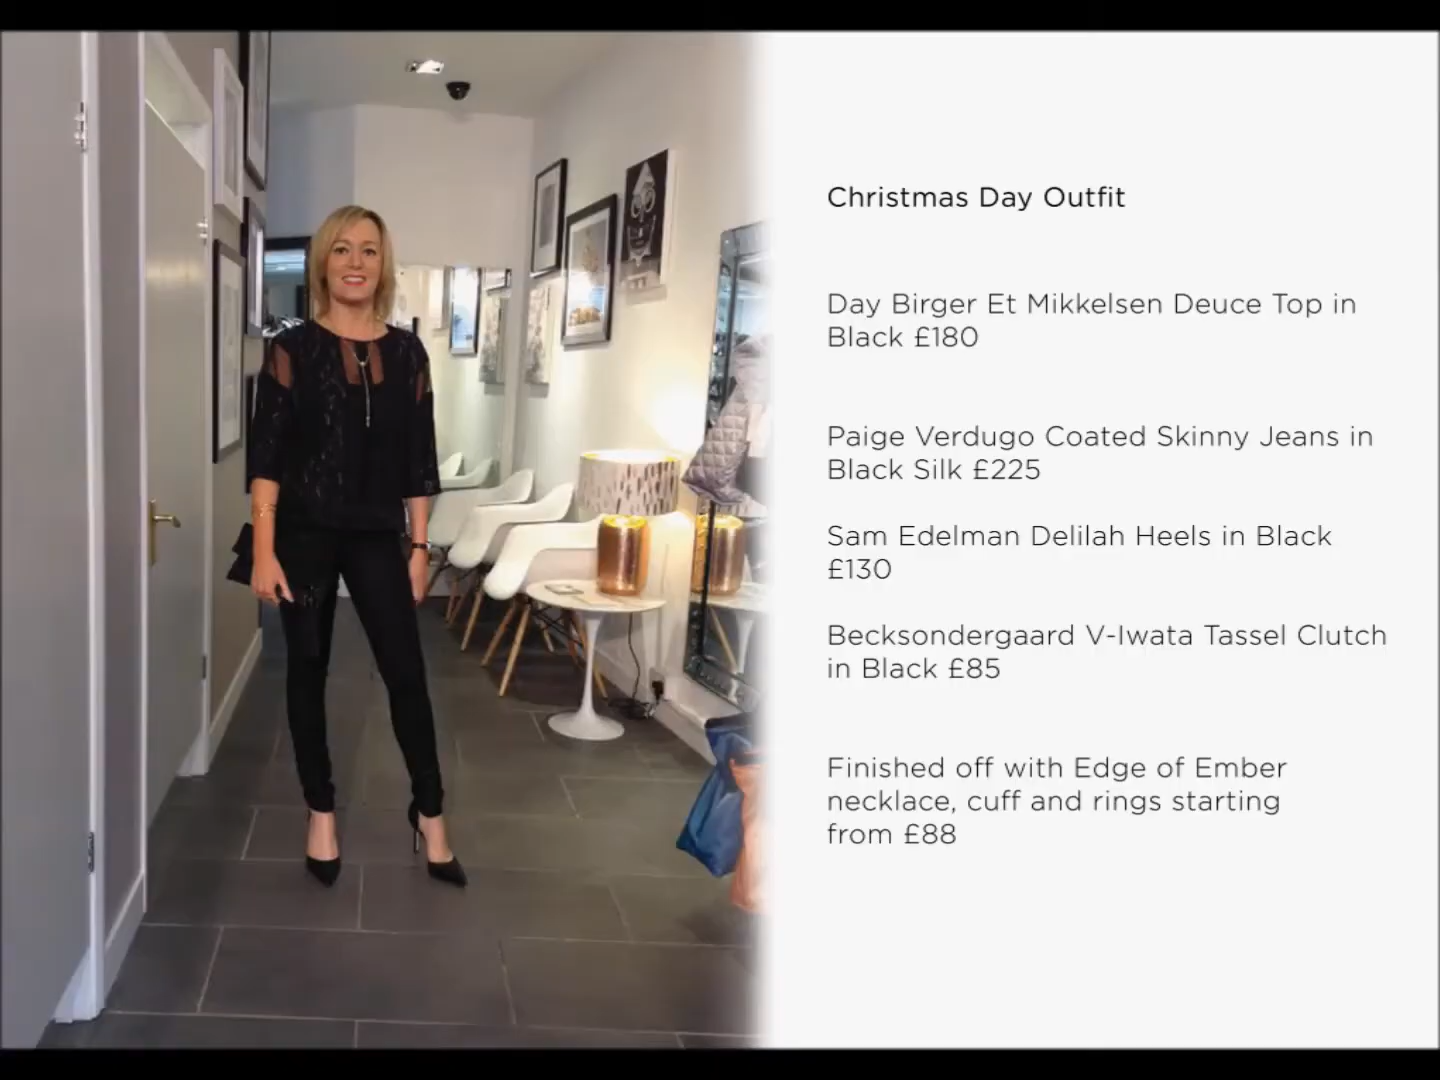 Christmas Day Outfit
Day Birger Et Mikkelsen Deuce Top in
Black £180
Paige Verdugo Coated Skinny Jeans in
Black Silk £225
Sam Edelman Delilah Heels in Black
£130
Becksondergaard V-Iwata Tassel Clutch
in Black £85
Finished off with Edge of Ember
necklace, cuff and rings starting
from £88